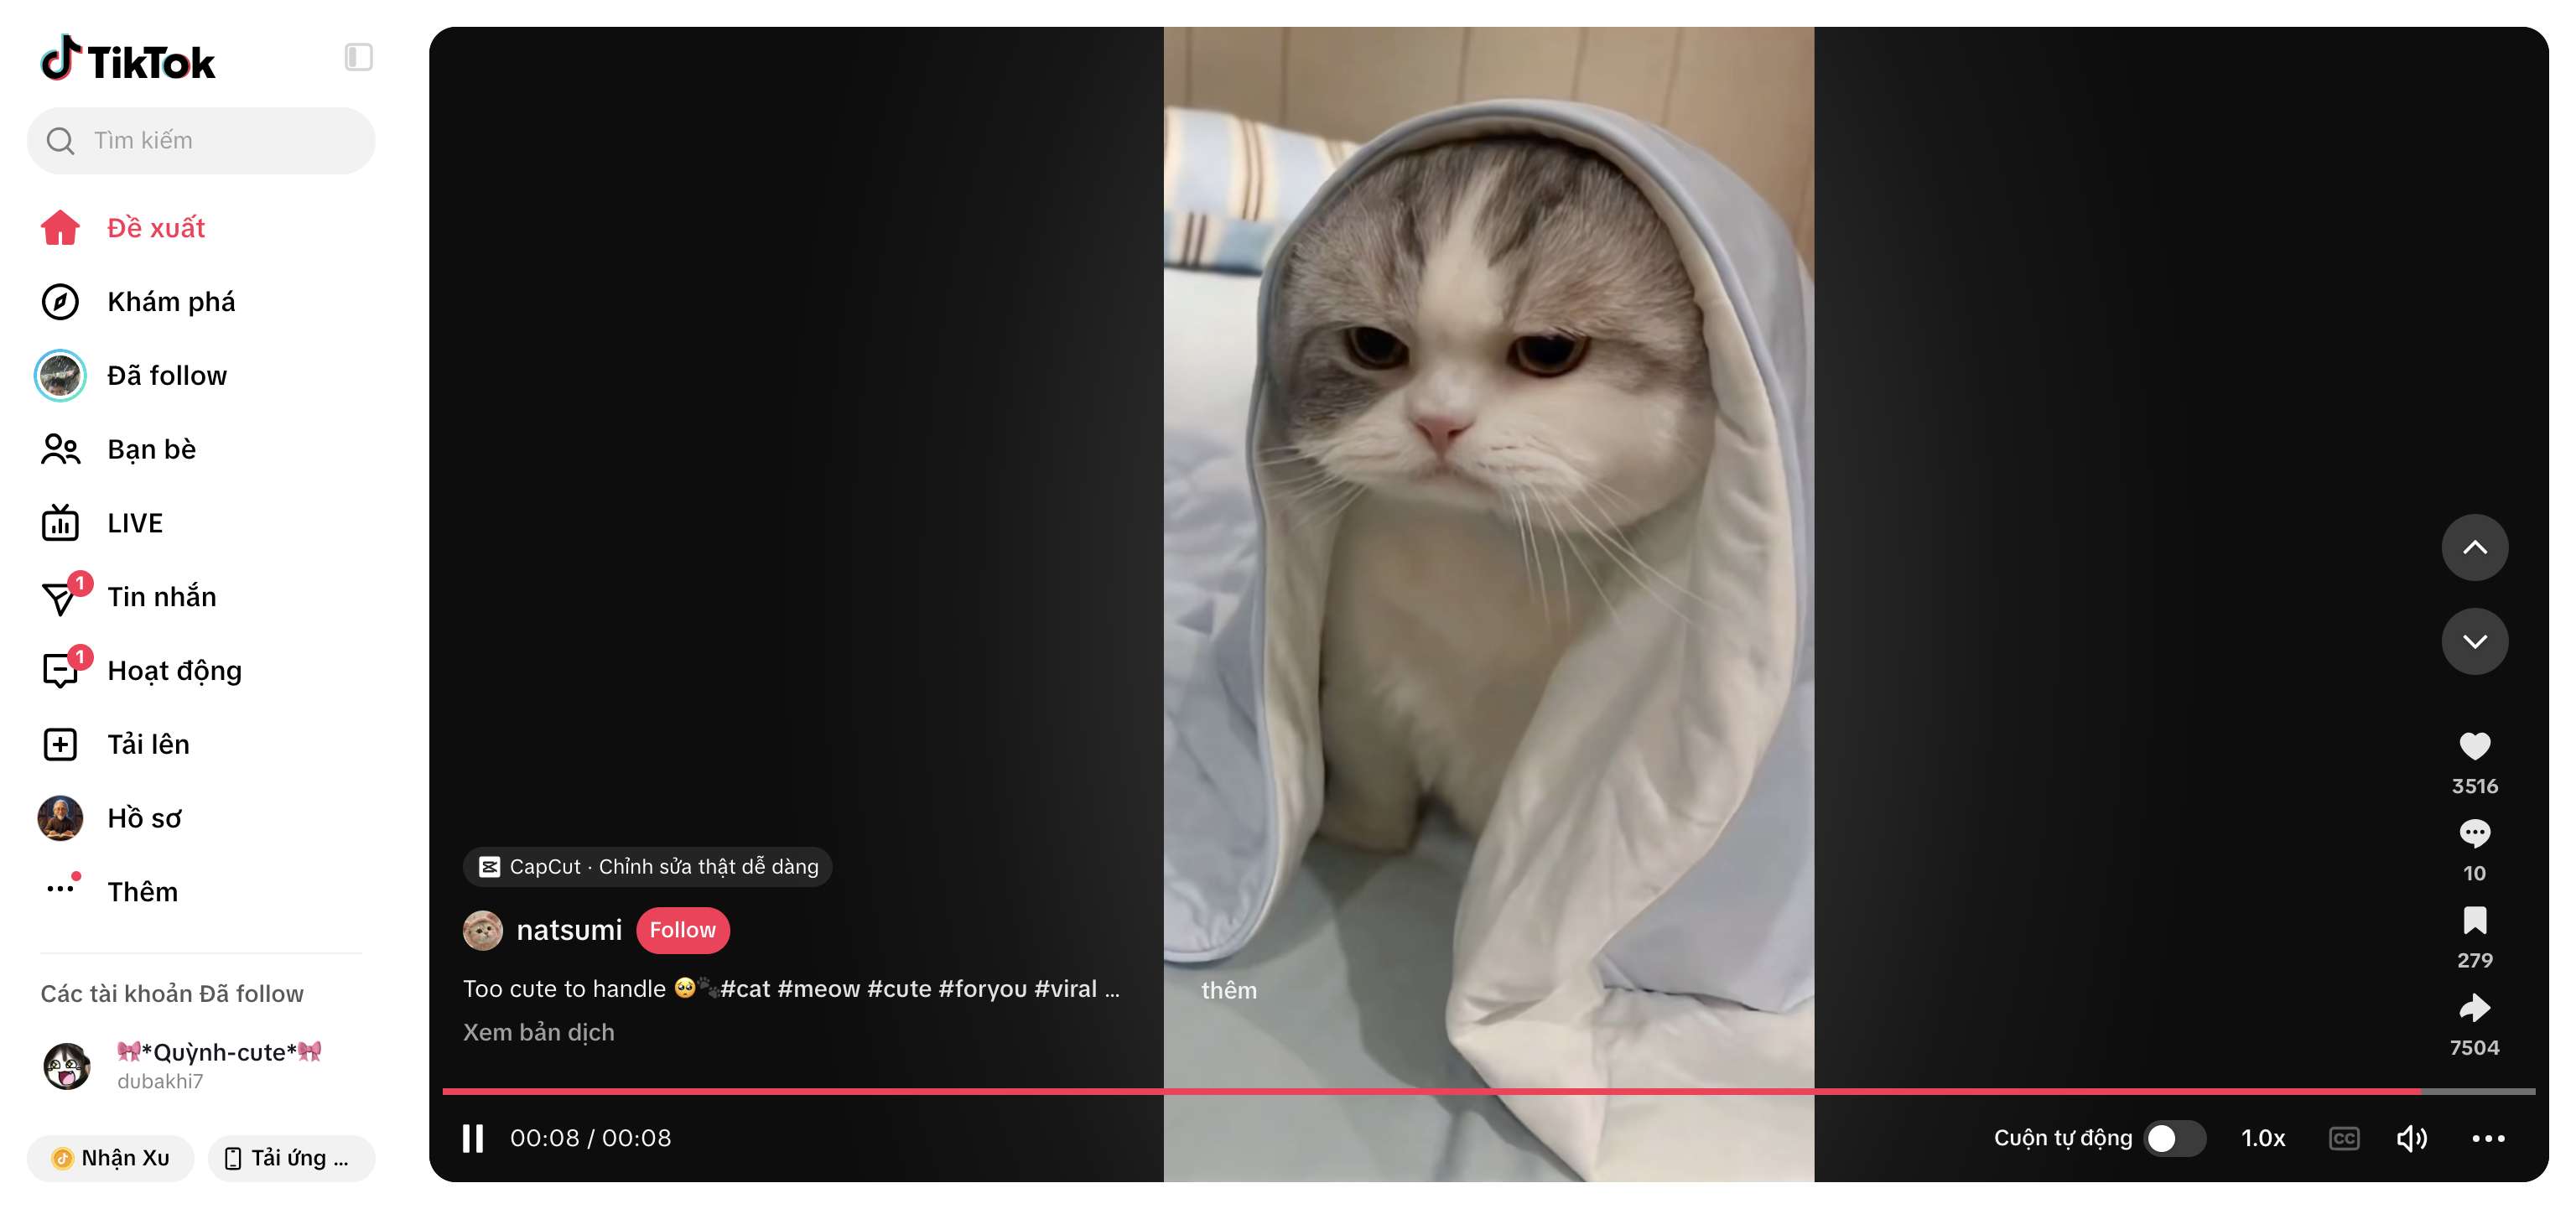 TikTok
Tìm kiếm
Đề xuất
Khám phá
Đã follow
Bạn bè
LIVE
1
Tin nhắn
1
Hoạt động
Tải lên
Hồ sơ
Thêm
Các tài khoản Đã follow
🎀*Quỳnh-cute*🎀
dubakhi7
Nhận Xu
Tải ứng ...
CapCut · Chỉnh sửa thật dễ dàng
natsumi Follow
Too cute to handle 🥺🐾#cat #meow #cute #foryou #viral ... thêm
Xem bản dịch
3516
10
279
7504
00:08 / 00:08
Cuộn tự động 1.0x CC